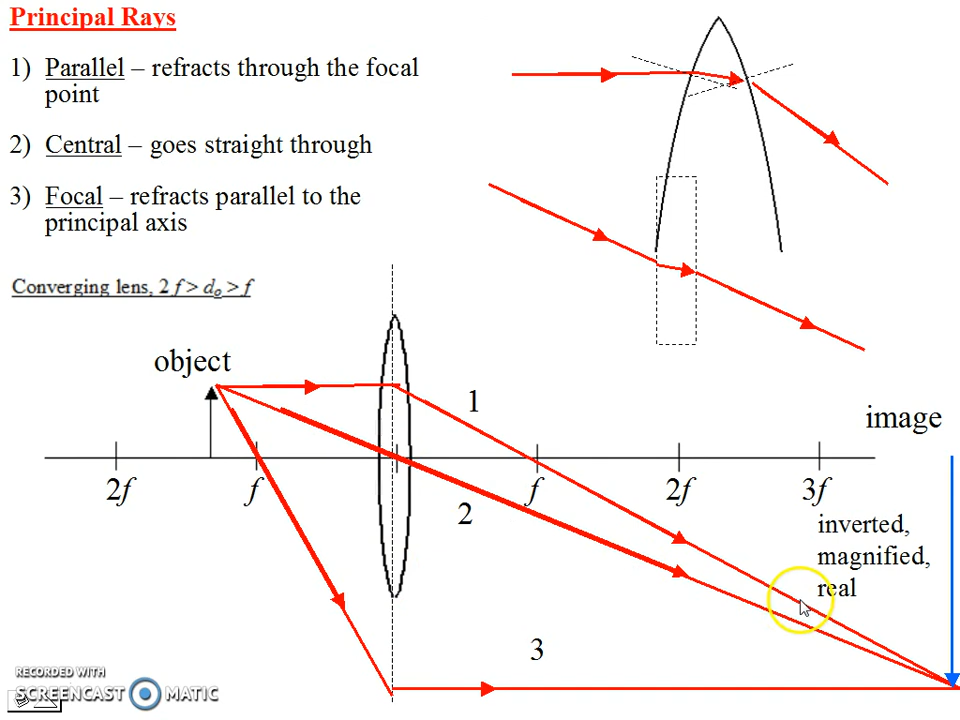 Principal Rays
1) Parallel – refracts through the focal
point
2) Central – goes straight through
3) Focal – refracts parallel to the
principal axis
Converging lens, 2 f > do > f
object
1
image
2f
f
f
2f
3f
2
inverted,
magnified,
real
3
RECORDED WITH
SCREENCAST MATIC